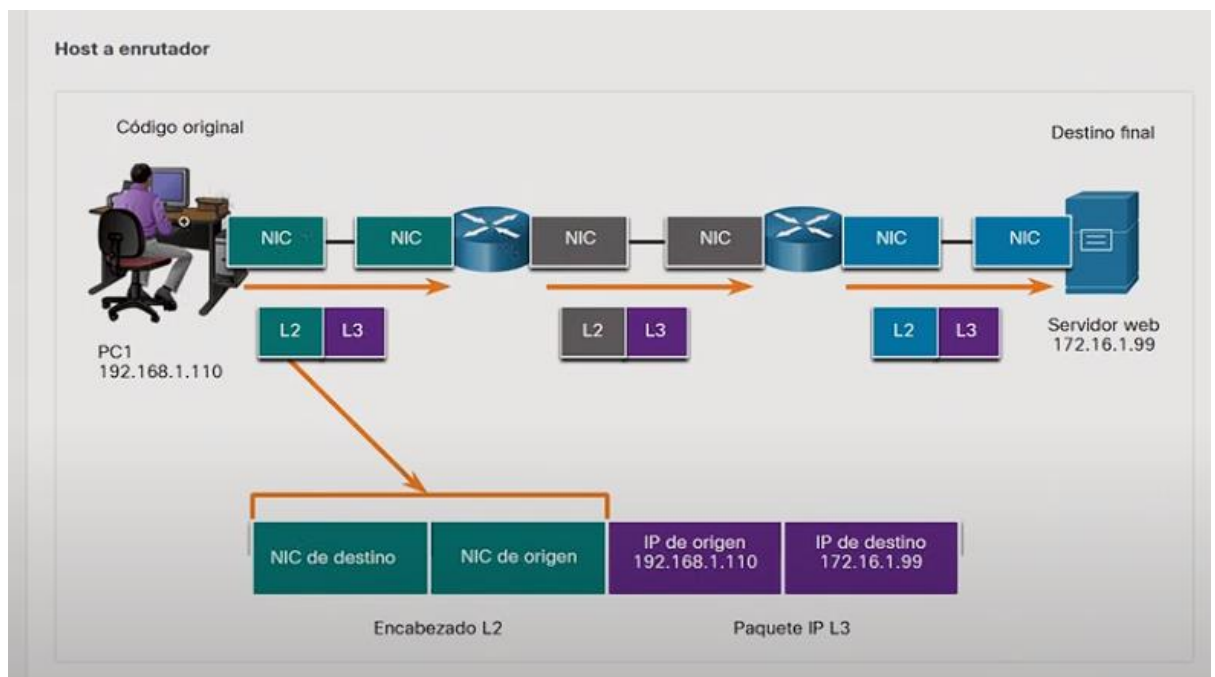 Host a enrutador
Código original
Destino final
NIC
NIC
NIC
NIC
NIC
NIC
L2
L3
L2
L3
L2
L3
PC1
192.168.1.110
Servidor web
172.16.1.99
NIC de destino
NIC de origen
IP de origen
192.168.1.110
IP de destino
172.16.1.99
Encabezado L2
Paquete IP L3